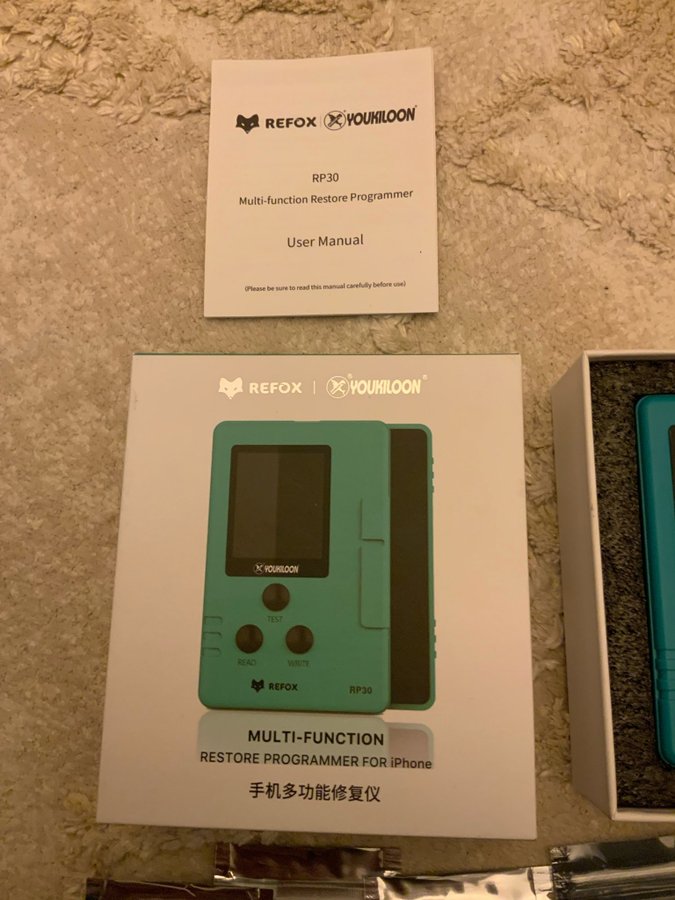 REFOX | YOUKILOON®
RP30
Multi-function Restore Programmer
User Manual
(Please be sure to read this manual carefully before use)
REFOX | YOUKILOON®
YOUKILOON
TEST
READ WRITE
REFOX RP30
MULTI-FUNCTION
RESTORE PROGRAMMER FOR iPhone
手机多功能修复仪